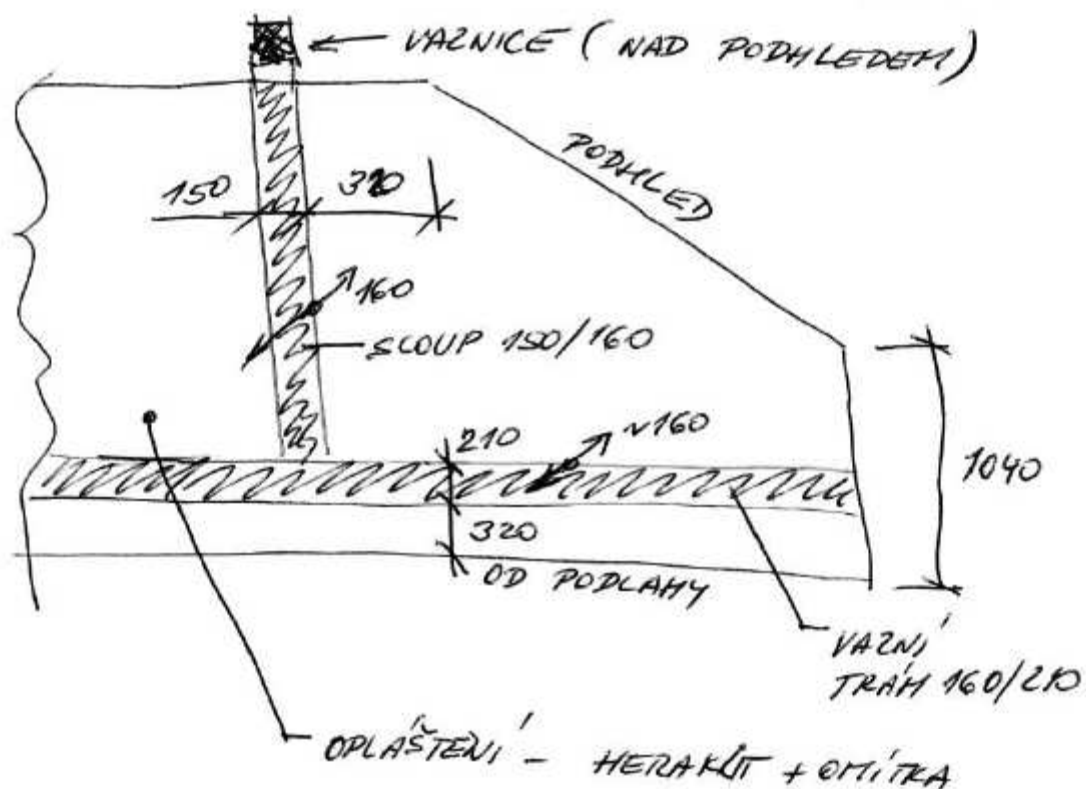 VAZNICE (NAD PODHLEDEM)
PODHLED
150
160
SLOUP 150/160
210
~160
1040
320
OD PODLAHY
VAZNÍ
TRÁM 160/210
OPLÁŠTĚNÍ - HERAKLIT + OMÍTKA